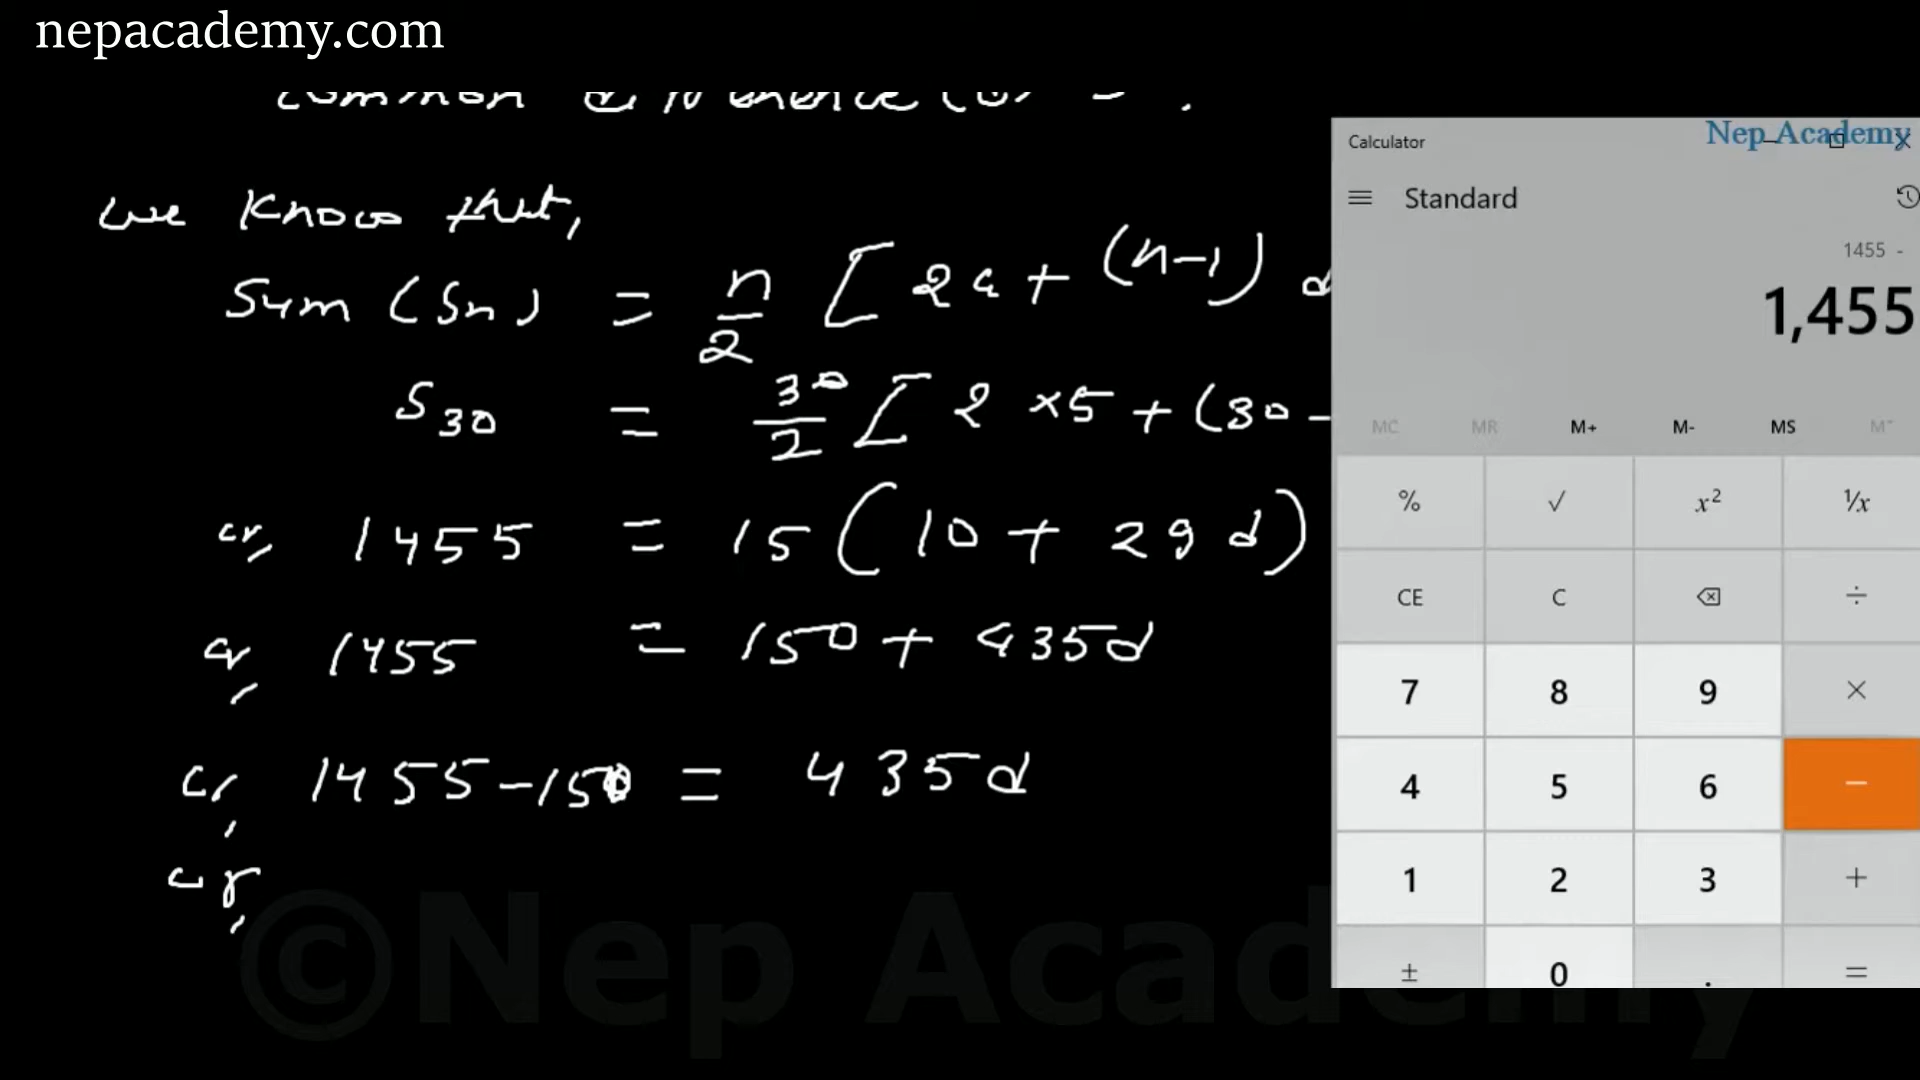 nepacademy.com
common difference (d) = ?
we know that,
Sum (Sn) = n/2 [ 2a + (n-1) d
S30 = 30/2 [ 2 ×5 + (30 -
or, 1455 = 15 ( 10 + 29 d )
or, 1455 = 150 + 435d
or, 1455 - 150 = 435d
or,
Calculator
Nep Academy
Standard
1455 -
1,455
MC MR M+ M- MS M
% √ x² ¹/x
CE C ÷
7 8 9 ×
4 5 6 −
1 2 3 +
± 0 . =
©Nep Academy